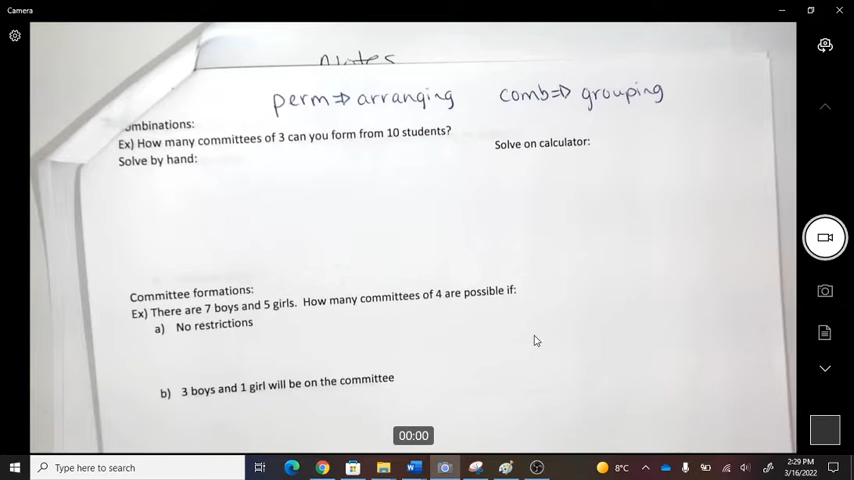 Camera
notes
perm⇒ arranging comb⇒ grouping
ombinations:
Ex) How many committees of 3 can you form from 10 students?
Solve by hand:
Solve on calculator:
Committee formations:
Ex) There are 7 boys and 5 girls. How many committees of 4 are possible if:
a) No restrictions
b) 3 boys and 1 girl will be on the committee
00:00
Type here to search
8°C
2:29 PM
3/16/2022